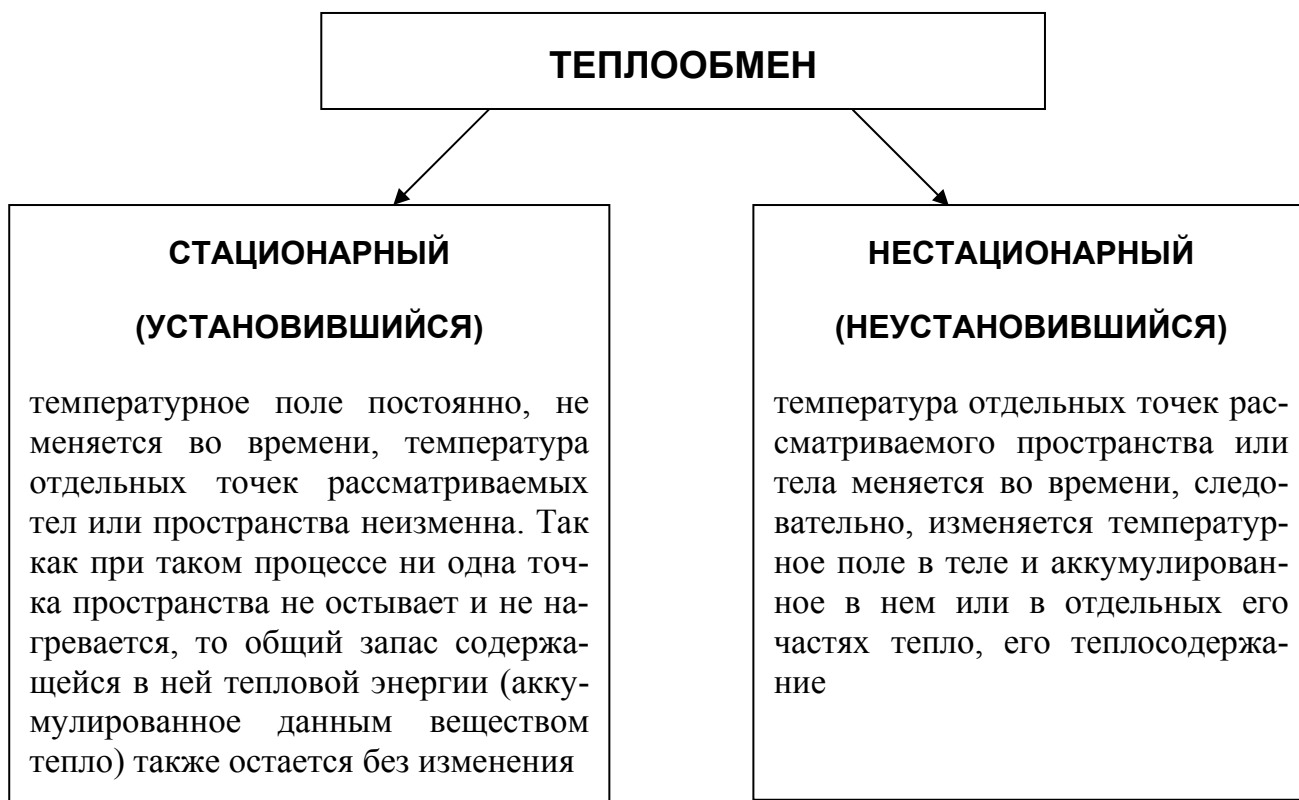 ТЕПЛООБМЕН
СТАЦИОНАРНЫЙ
(УСТАНОВИВШИЙСЯ)
температурное поле постоянно, не
меняется во времени, температура
отдельных точек рассматриваемых
тел или пространства неизменна. Так
как при таком процессе ни одна точ-
ка пространства не остывает и не на-
гревается, то общий запас содержа-
щейся в ней тепловой энергии (акку-
мулированное данным веществом
тепло) также остается без изменения
НЕСТАЦИОНАРНЫЙ
(НЕУСТАНОВИВШИЙСЯ)
температура отдельных точек рас-
сматриваемого пространства или
тела меняется во времени, следо-
вательно, изменяется температур-
ное поле в теле и аккумулирован-
ное в нем или в отдельных его
частях тепло, его теплосодержа-
ние